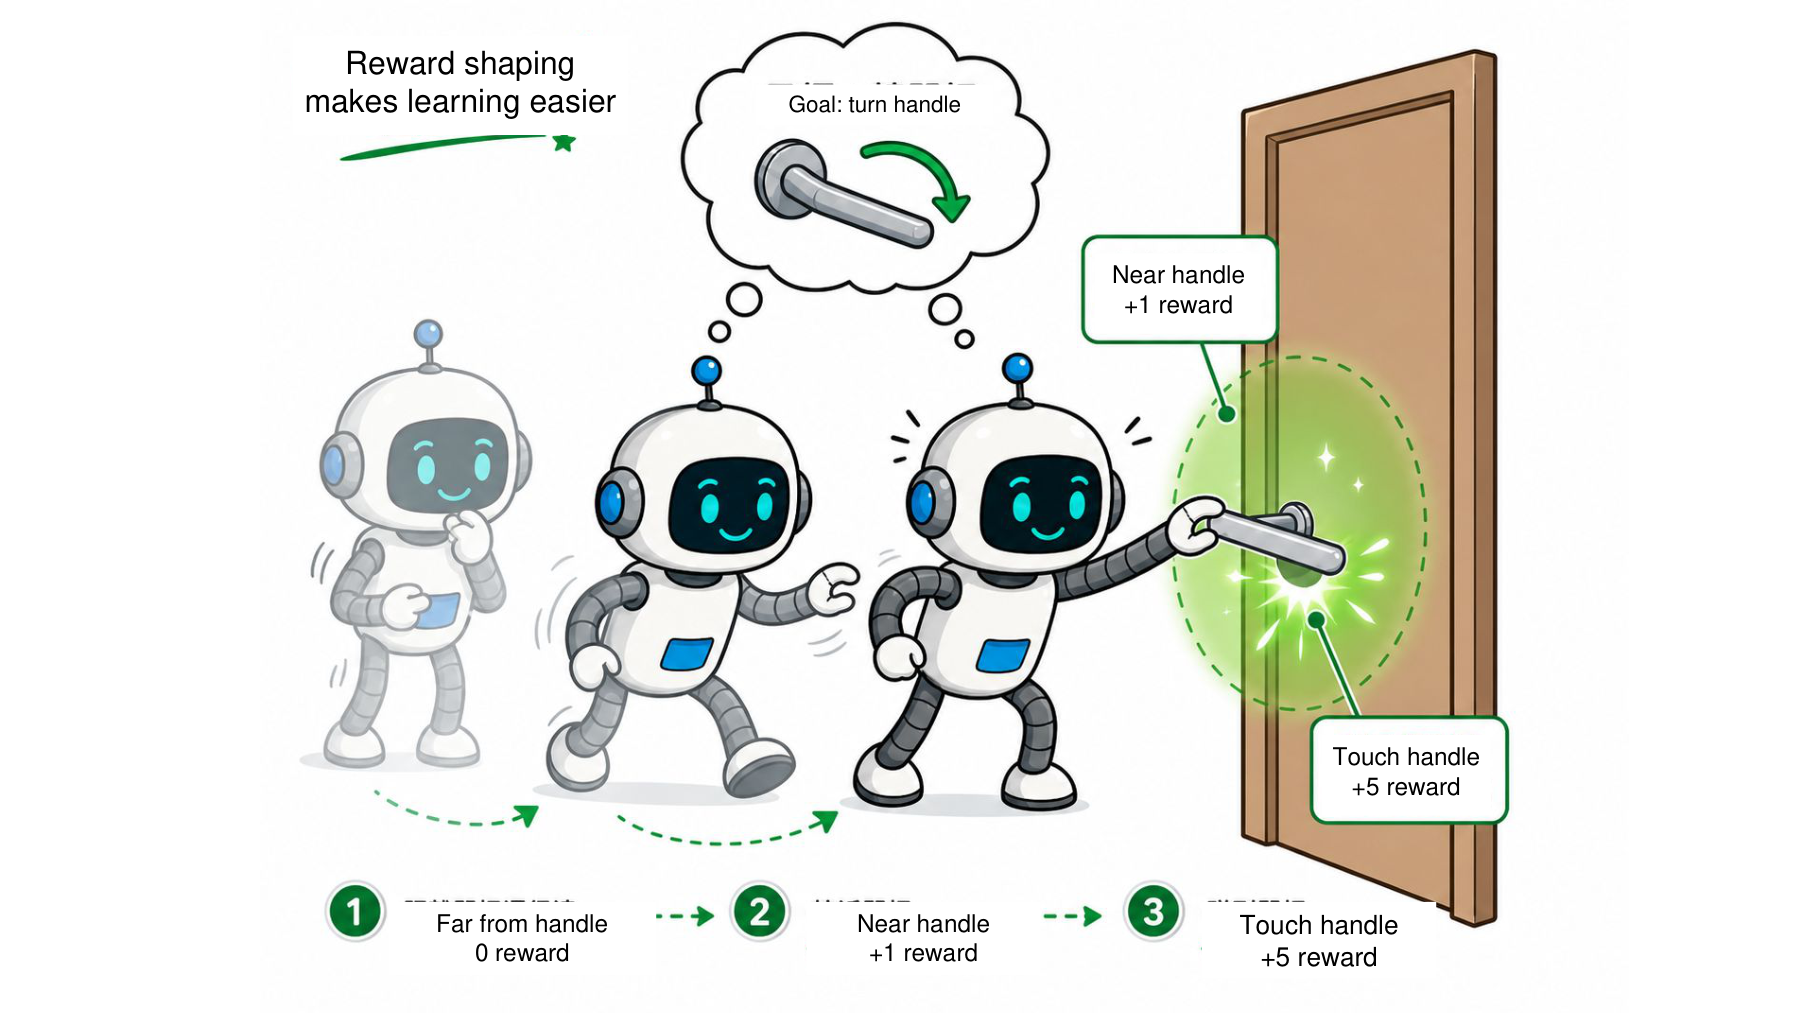 Reward shaping
makes learning easier
Goal: turn handle
Near handle
+1 reward
Touch handle
+5 reward
1
Far from handle
0 reward
2
Near handle
+1 reward
3
Touch handle
+5 reward